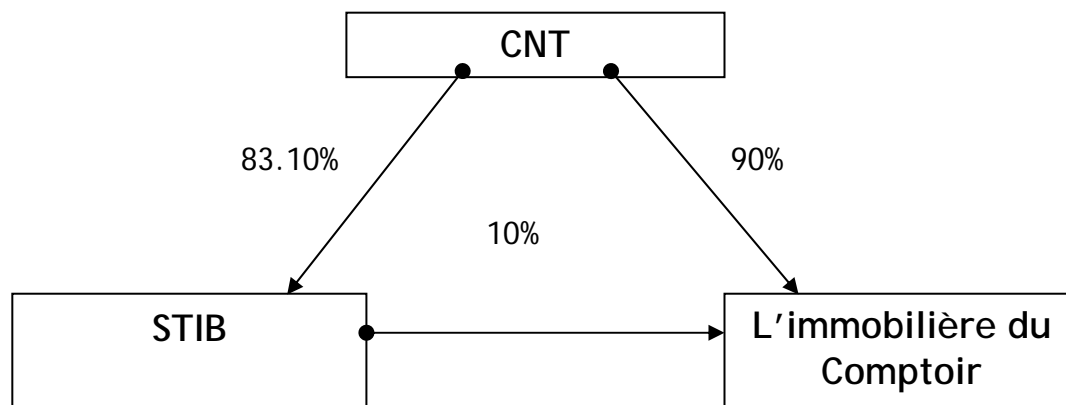 CNT
83.10%
90%
10%
STIB
L'immobilière du
Comptoir